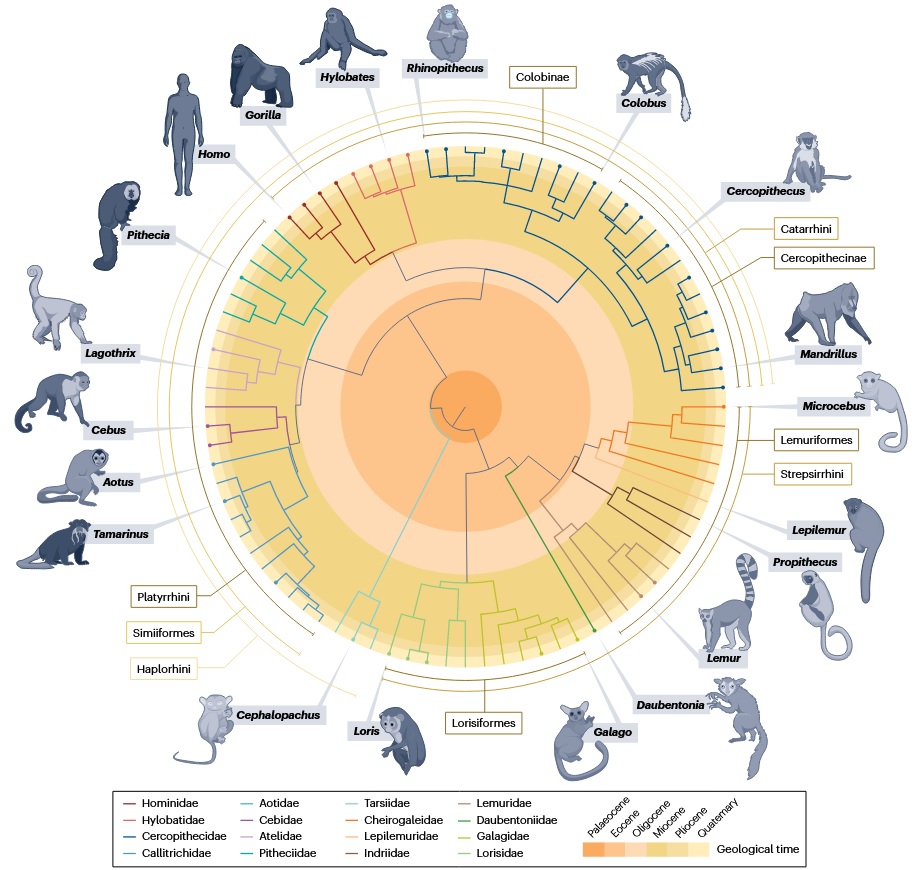 Rhinopithecus
Hylobates
Colobinae
Colobus
Gorilla
Homo
Cercopithecus
Pithecia
Catarrhini
Cercopithecinae
Lagothrix
Mandrillus
Microcebus
Cebus
Lemuriformes
Strepsirrhini
Aotus
Tamarinus
Lepilemur
Propithecus
Platyrrhini
Simiiformes
Haplorhini
Lemur
Daubentonia
Cephalopachus
Loris
Lorisiformes
Galago
Hominidae
Hylobatidae
Cercopithecidae
Callitrichidae
Aotidae
Cebidae
Atelidae
Pitheciidae
Tarsiidae
Cheirogaleidae
Lepilemuridae
Indriidae
Lemuridae
Daubentoniidae
Galagidae
Lorisidae
Palaeocene
Eocene
Oligocene
Miocene
Pliocene
Quaternary
Geological time